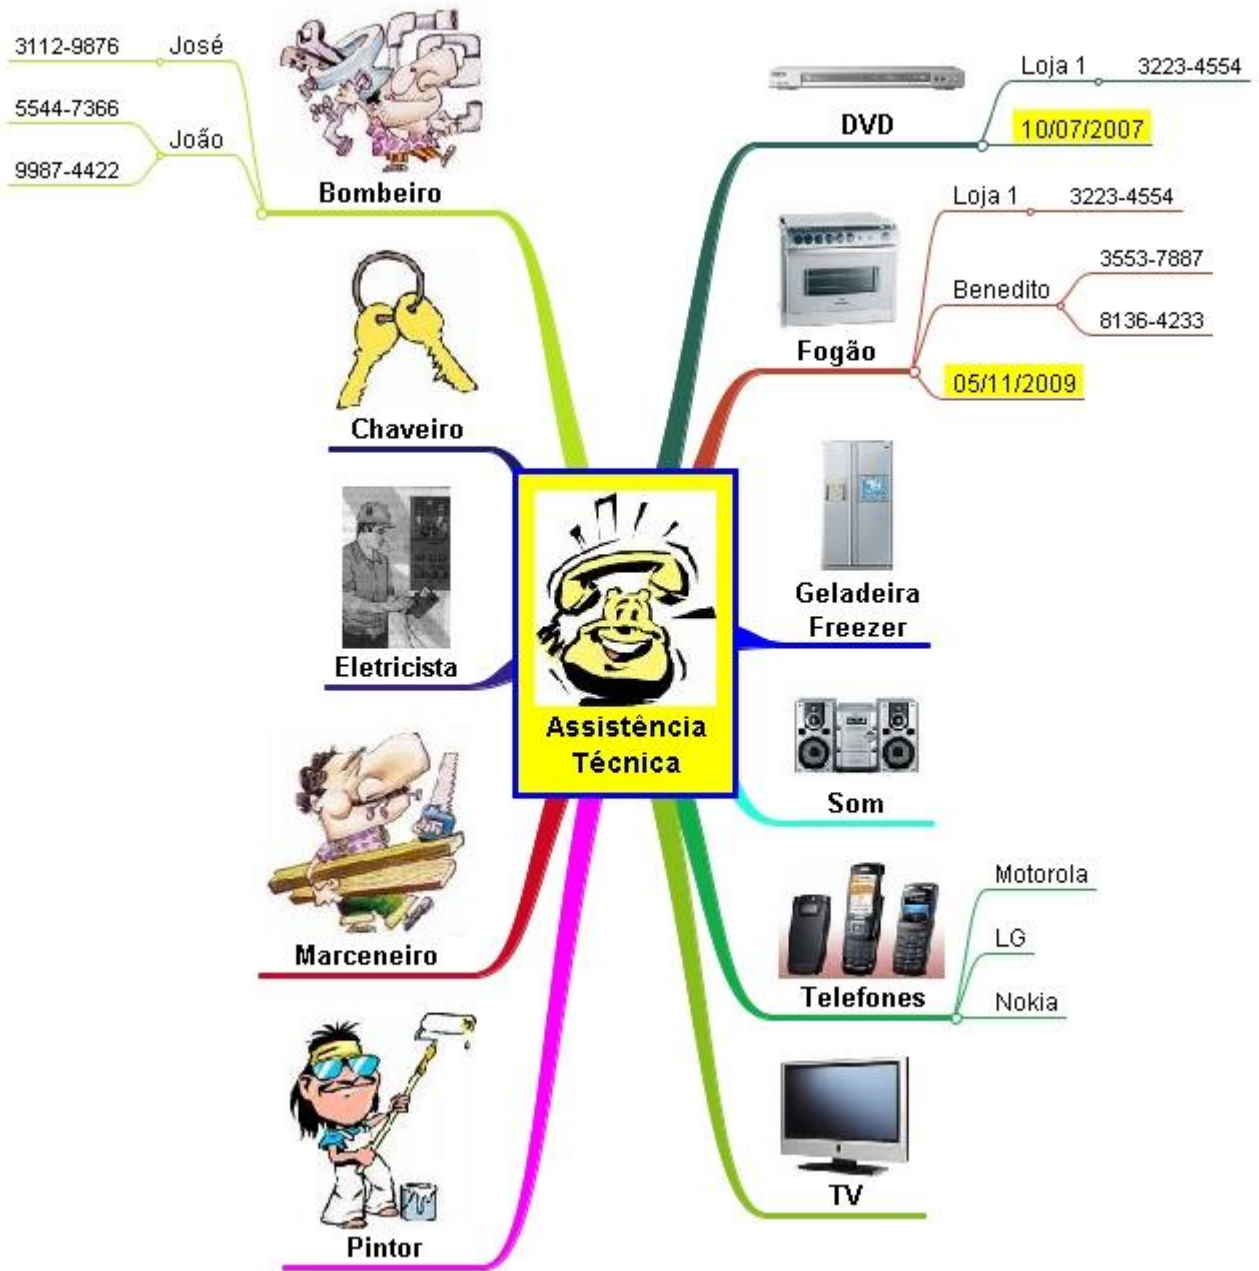 3112-9876
José
5544-7366
João
9987-4422
Bombeiro
Chaveiro
Eletricista
Marceneiro
Pintor
Assistência
Técnica
DVD
Loja 1
3223-4554
10/07/2007
Fogão
Loja 1
3223-4554
Benedito
3553-7887
8136-4233
05/11/2009
Geladeira
Freezer
Som
Telefones
Motorola
LG
Nokia
TV